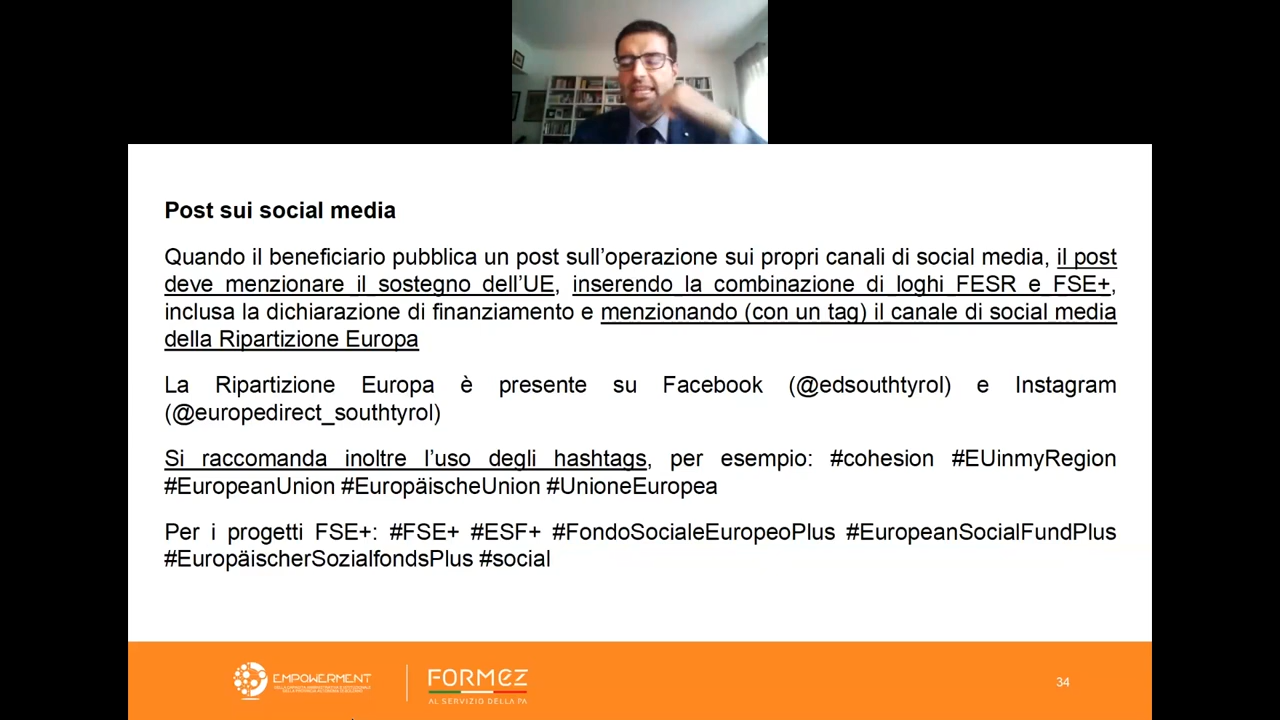 Post sui social media
Quando il beneficiario pubblica un post sull’operazione sui propri canali di social media, il post
deve menzionare il sostegno dell’UE, inserendo la combinazione di loghi FESR e FSE+,
inclusa la dichiarazione di finanziamento e menzionando (con un tag) il canale di social media
della Ripartizione Europa
La Ripartizione Europa è presente su Facebook (@edsouthtyrol) e Instagram
(@europedirect_southtyrol)
Si raccomanda inoltre l’uso degli hashtags, per esempio: #cohesion #EUinmyRegion
#EuropeanUnion #EuropäischeUnion #UnioneEuropea
Per i progetti FSE+: #FSE+ #ESF+ #FondoSocialeEuropeoPlus #EuropeanSocialFundPlus
#EuropäischerSozialfondsPlus #social
EMPOWERMENT
FORMEZ
AL SERVIZIO DELLA PA
34